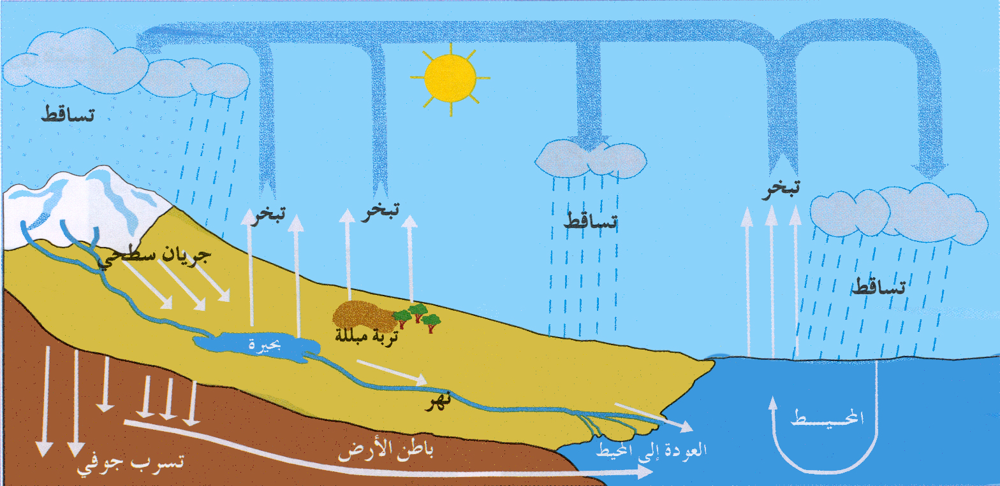 تساقط
تبخر
تبخر
تبخر
تساقط
تساقط
جريان سطحي
تربة مبللة
بحيرة
نهر
المحيط
العودة إلى المحيط
باطن الأرض
تسرب جوفي